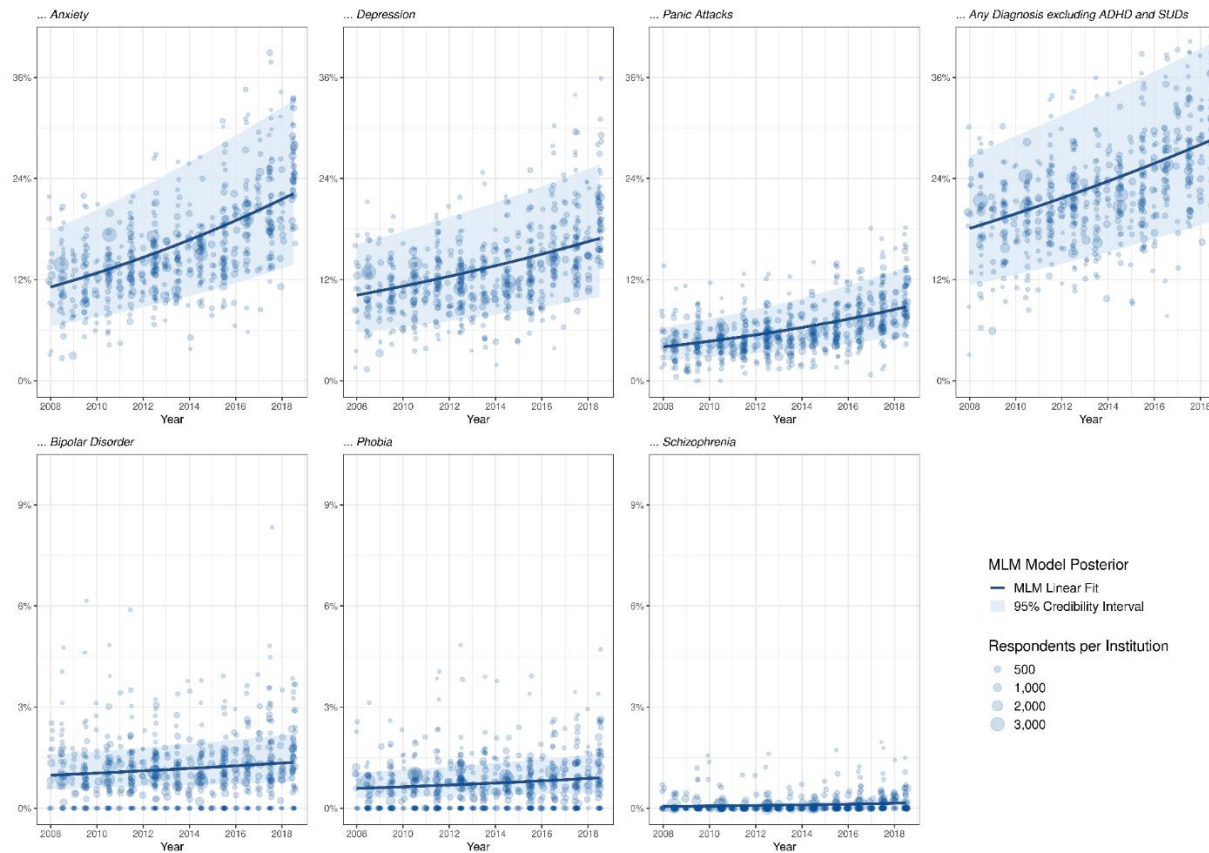 ... Anxiety
... Depression
... Panic Attacks
... Any Diagnosis excluding ADHD and SUDs
36%
24%
12%
0%
2008 2010 2012 2014 2016 2018
Year
36%
24%
12%
0%
2008 2010 2012 2014 2016 2018
Year
36%
24%
12%
0%
2008 2010 2012 2014 2016 2018
Year
36%
24%
12%
0%
2008 2010 2012 2014 2016 2018
Year
... Bipolar Disorder
... Phobia
... Schizophrenia
9%
6%
3%
0%
2008 2010 2012 2014 2016 2018
Year
9%
6%
3%
0%
2008 2010 2012 2014 2016 2018
Year
9%
6%
3%
0%
2008 2010 2012 2014 2016 2018
Year
MLM Model Posterior
MLM Linear Fit
95% Credibility Interval
Respondents per Institution
500
1,000
2,000
3,000